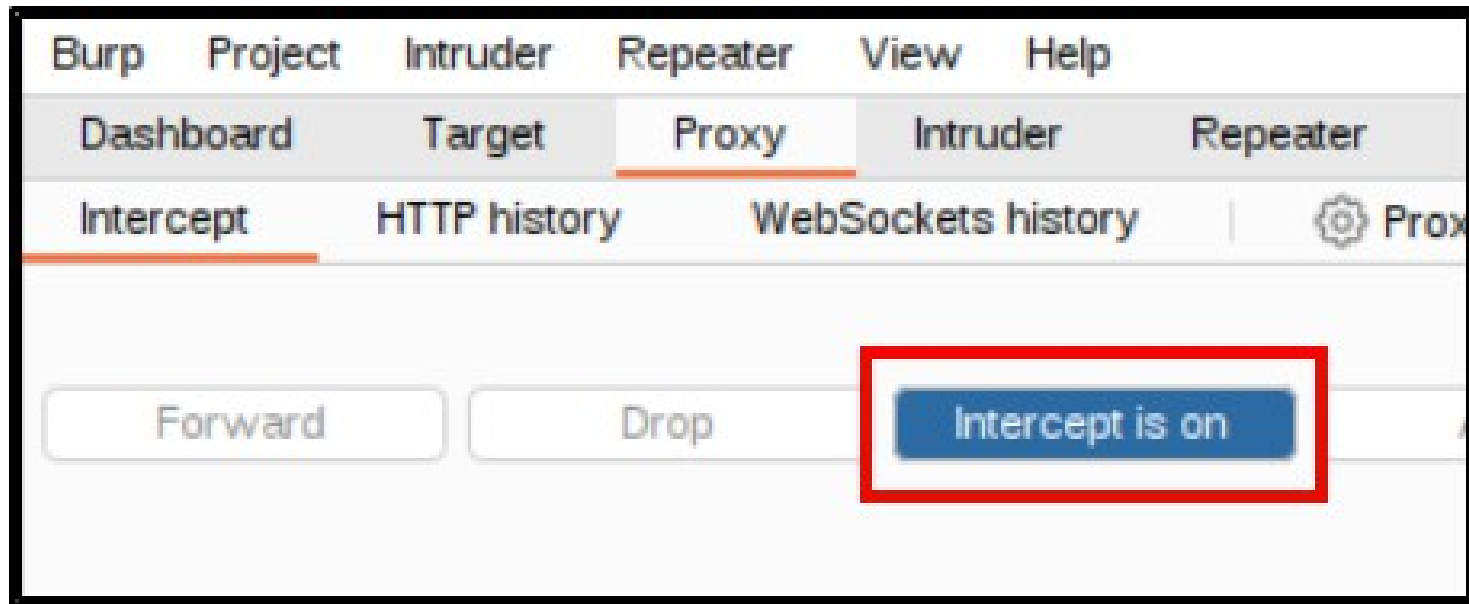 Burp Project Intruder Repeater View Help
Dashboard Target Proxy Intruder Repeater
Intercept HTTP history WebSockets history
Forward Drop Intercept is on